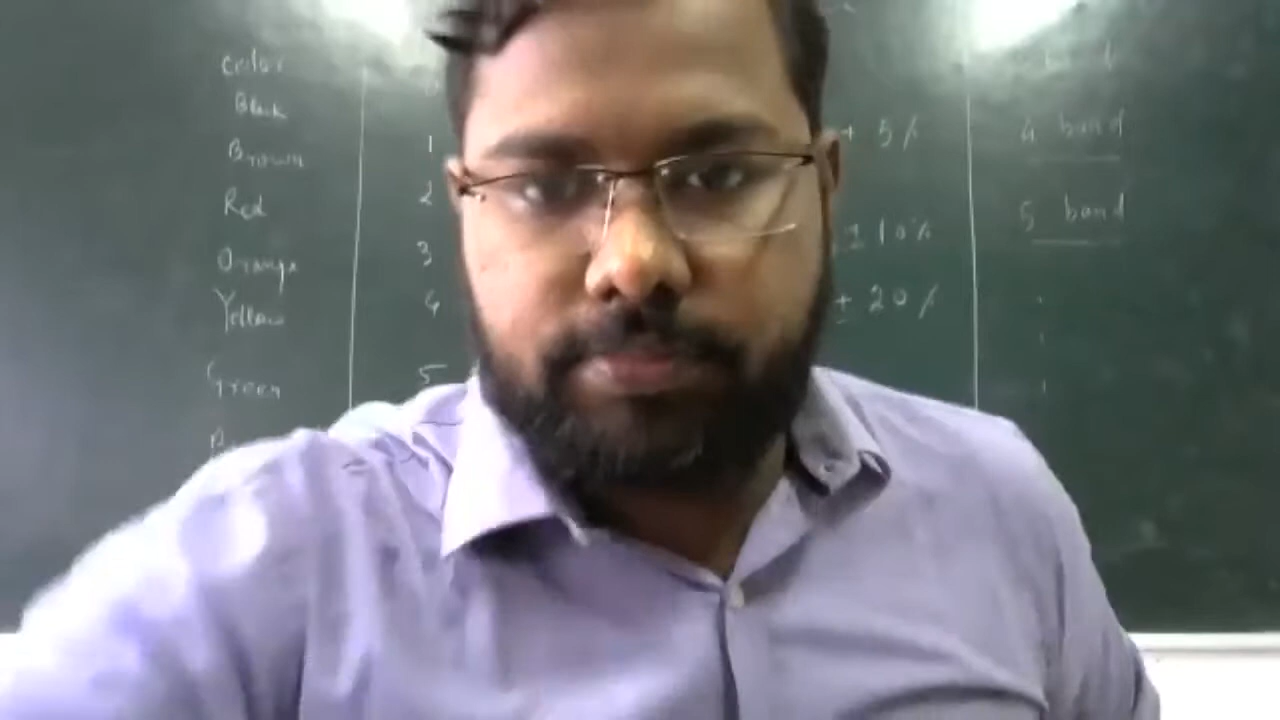 Color
Black
Brown 1 ± 5%
Red 2
Orange 3 ± 10%
Yellow 4 ± 20%
Green 5
4 band
5 band